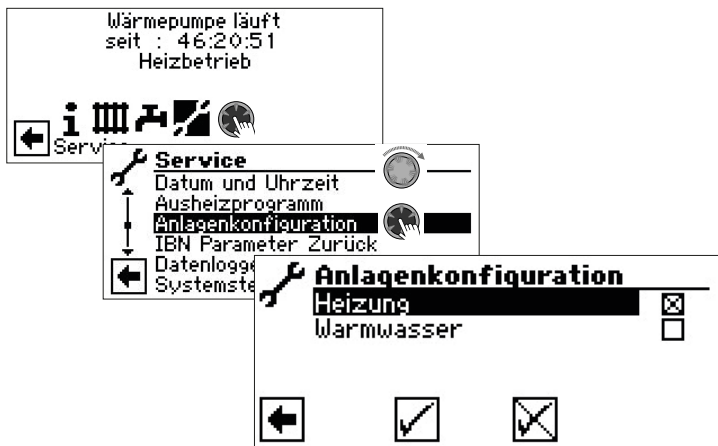 Wärmepumpe läuft
seit : 46:20:51
Heizbetrieb
Service
Datum und Uhrzeit
Ausheizprogramm
Anlagenkonfiguration
IBN Parameter Zurück
Anlagenkonfiguration
Heizung
Warmwasser